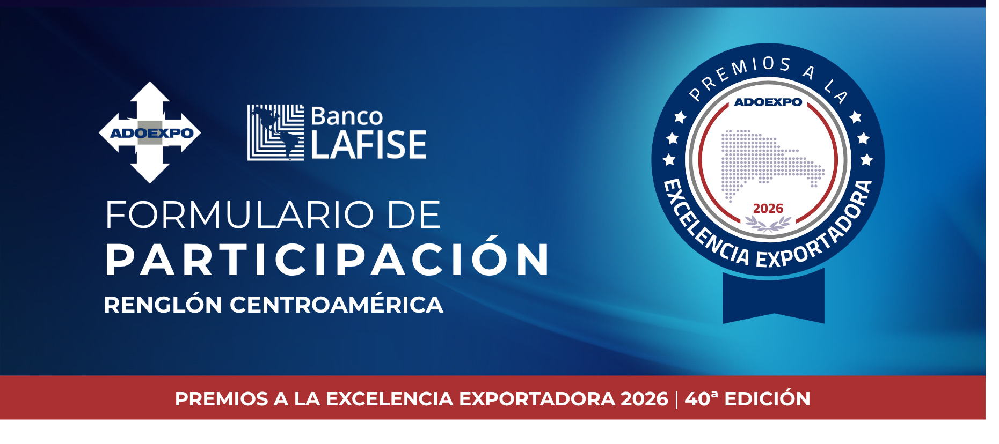 ADOEXPO
Banco
LAFISE
FORMULARIO DE
PARTICIPACIÓN
RENGLÓN CENTROAMÉRICA
PREMIOS A LA
ADOEXPO
2026
EXCELENCIA EXPORTADORA
PREMIOS A LA EXCELENCIA EXPORTADORA 2026 | 40ª EDICIÓN